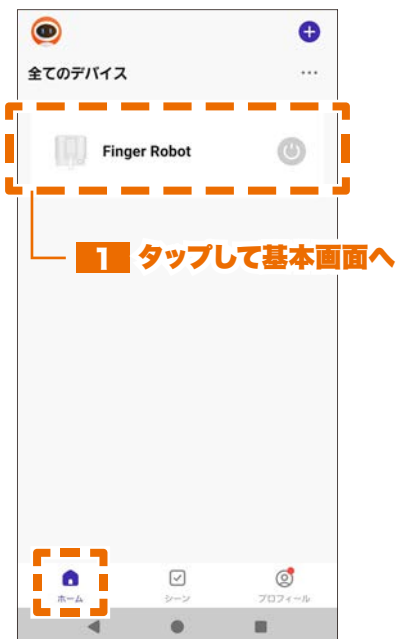 全てのデバイス
Finger Robot
1 タップして基本画面へ
ホーム
シーン
プロフィール